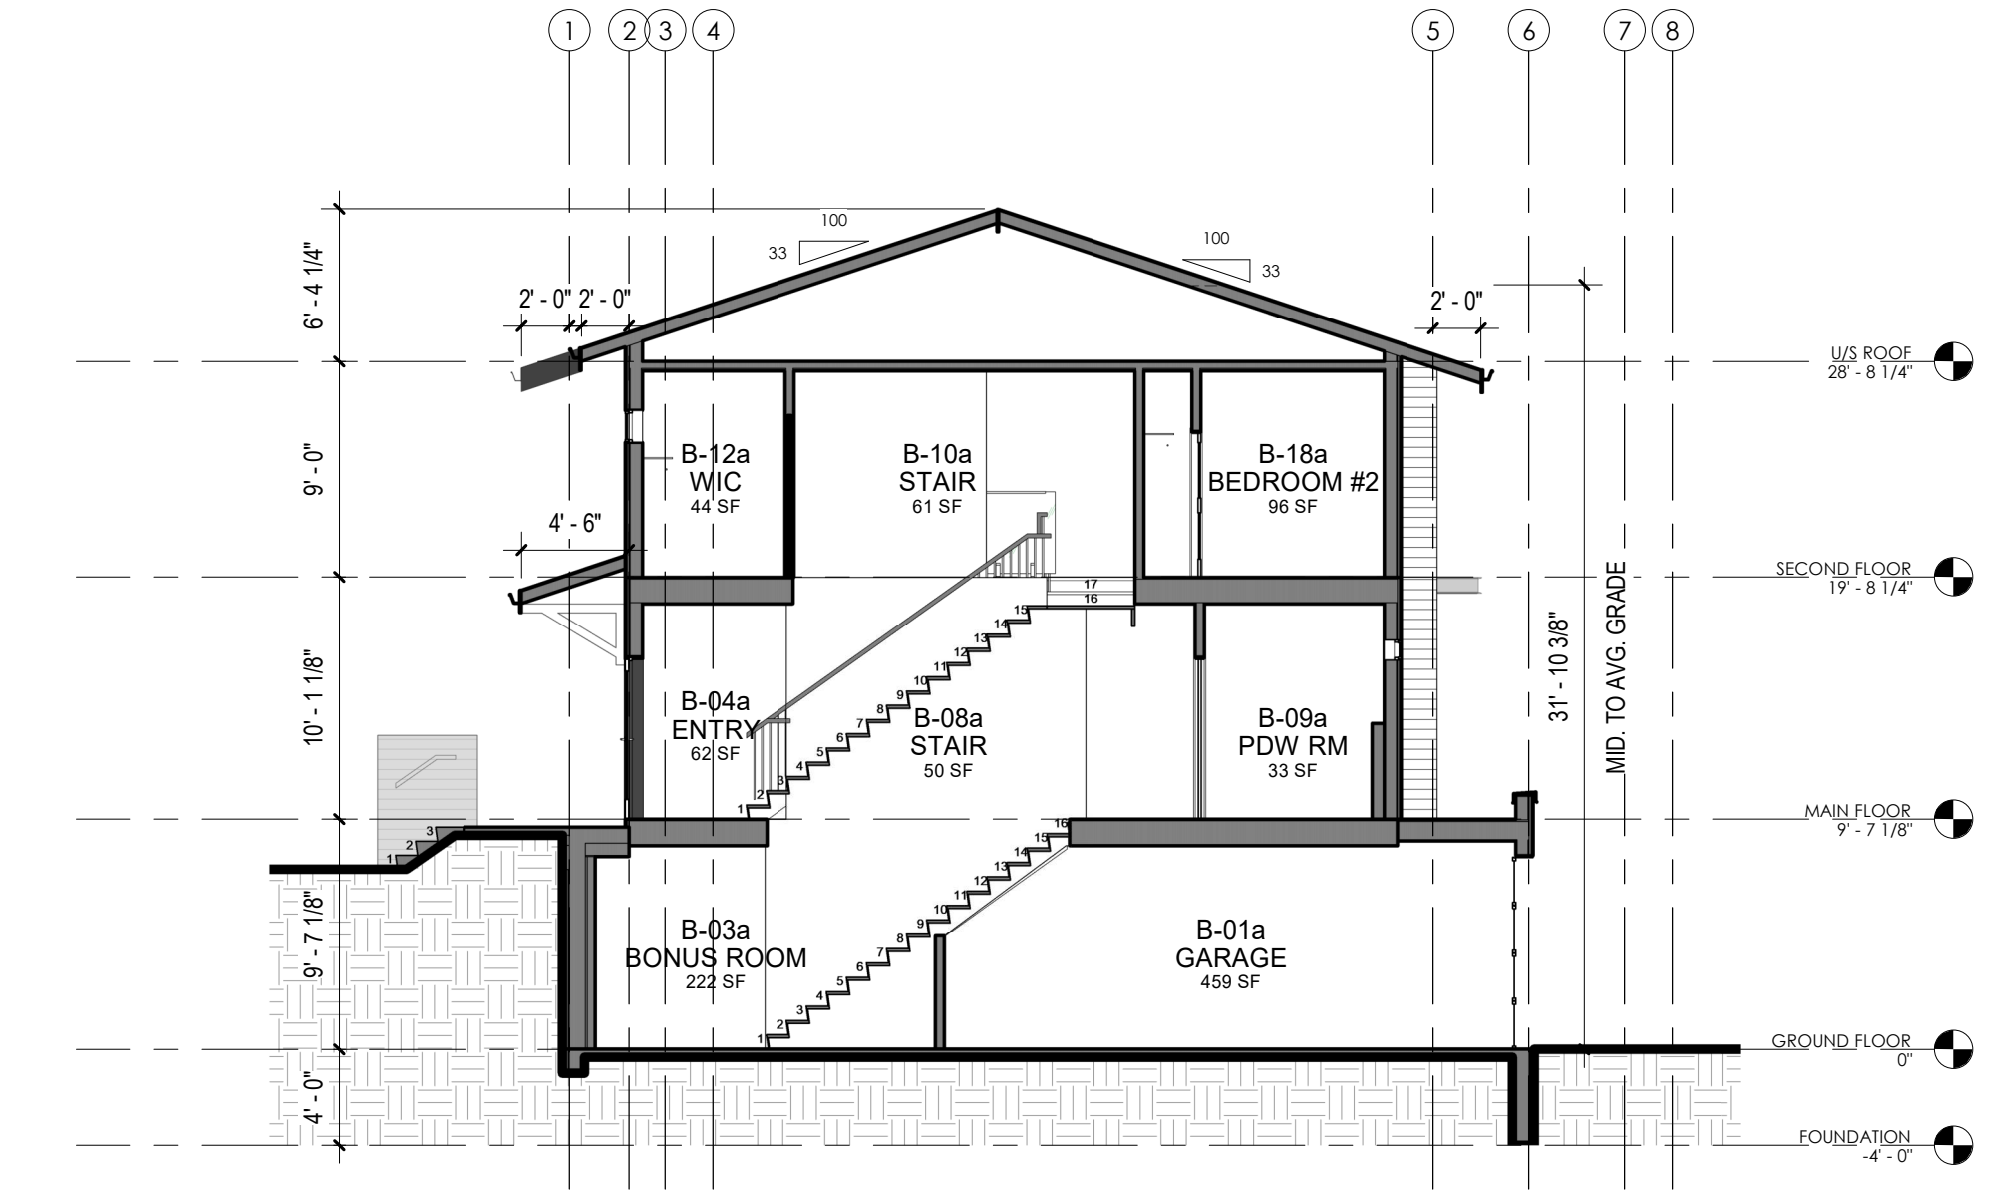 1 2 3 4 5 6 7 8
100
33
100
33
6' - 4 1/4"
2' - 0" 2' - 0"
2' - 0"
U/S ROOF
28' - 8 1/4"
9' - 0"
B-12a
WIC
44 SF
B-10a
STAIR
61 SF
B-18a
BEDROOM #2
96 SF
4' - 6"
SECOND FLOOR
19' - 8 1/4"
31' - 10 3/8"
MID. TO AVG. GRADE
10' - 1 1/8"
17
16
15
14
13
12
11
10
9
8
7
6
5
4
3
2
1
B-04a
ENTRY
62 SF
B-08a
STAIR
50 SF
B-09a
PDW RM
33 SF
MAIN FLOOR
9' - 7 1/8"
3
2
1
9' - 7 1/8"
16
15
14
13
12
11
10
9
8
7
6
5
4
3
2
1
B-03a
BONUS ROOM
222 SF
B-01a
GARAGE
459 SF
GROUND FLOOR
0"
4' - 0"
FOUNDATION
-4' - 0"